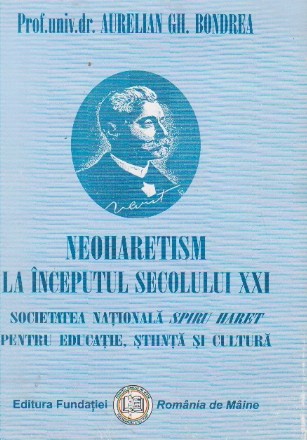 Prof.univ.dr. AURELIAN GH. BONDREA
NEOHARETISM
LA ÎNCEPUTUL SECOLULUI XXI
SOCIETATEA NAȚIONALĂ SPIRU HARET
PENTRU EDUCAȚIE, ȘTIINȚĂ ȘI CULTURĂ
Editura Fundației România de Mâine